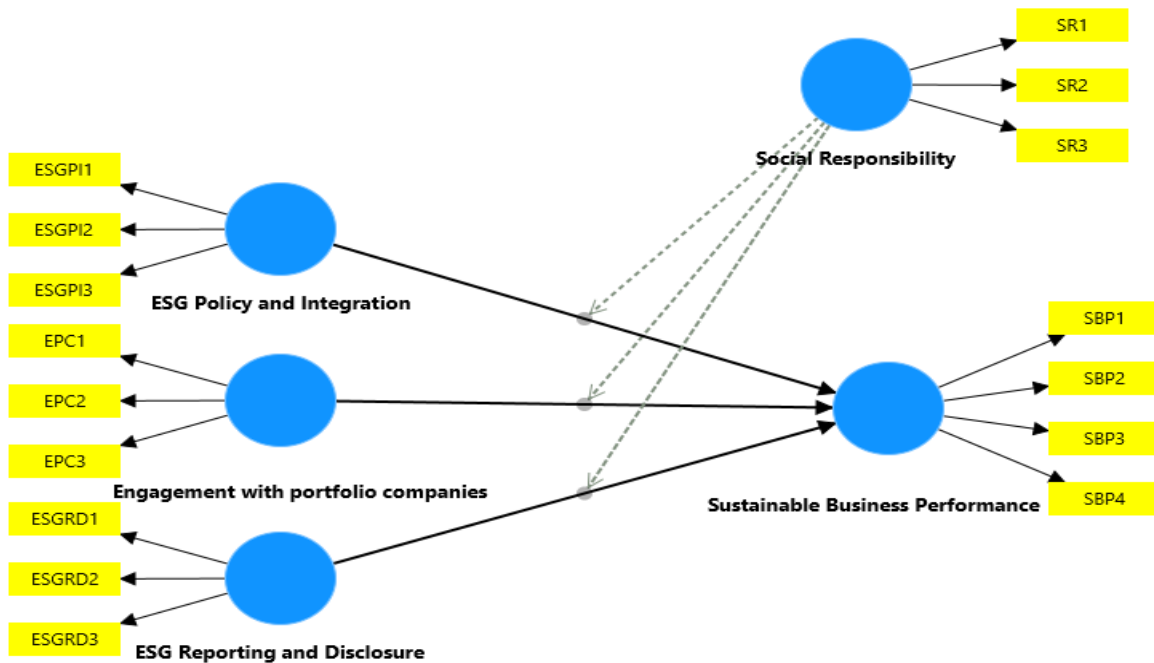 SR1
SR2
SR3
Social Responsibility
ESGPI1
ESGPI2
ESGPI3
ESG Policy and Integration
EPC1
EPC2
EPC3
Engagement with portfolio companies
ESGRD1
ESGRD2
ESGRD3
ESG Reporting and Disclosure
SBP1
SBP2
SBP3
SBP4
Sustainable Business Performance